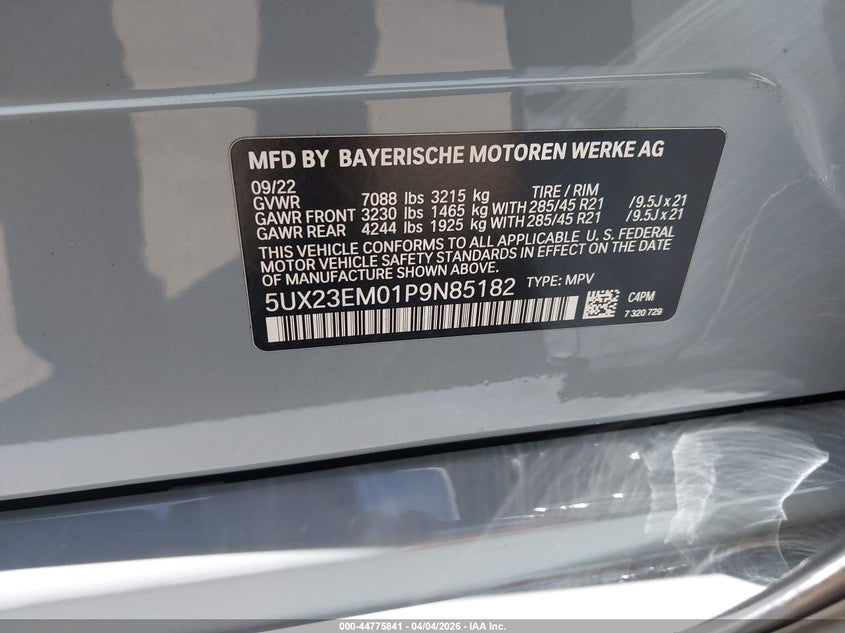 MFD BY BAYERISCHE MOTOREN WERKE AG
09/22 TIRE / RIM
GVWR 7088 lbs 3215 kg
GAWR FRONT 3230 lbs 1465 kg WITH 285/45 R21 /9.5J x 21
GAWR REAR 4244 lbs 1925 kg WITH 285/45 R21 /9.5J x 21
THIS VEHICLE CONFORMS TO ALL APPLICABLE U. S. FEDERAL
MOTOR VEHICLE SAFETY STANDARDS IN EFFECT ON THE DATE
OF MANUFACTURE SHOWN ABOVE.
5UX23EM01P9N85182 TYPE: MPV
C4PM
7 320 729
000-44775841 - 04/04/2026 - IAA Inc.